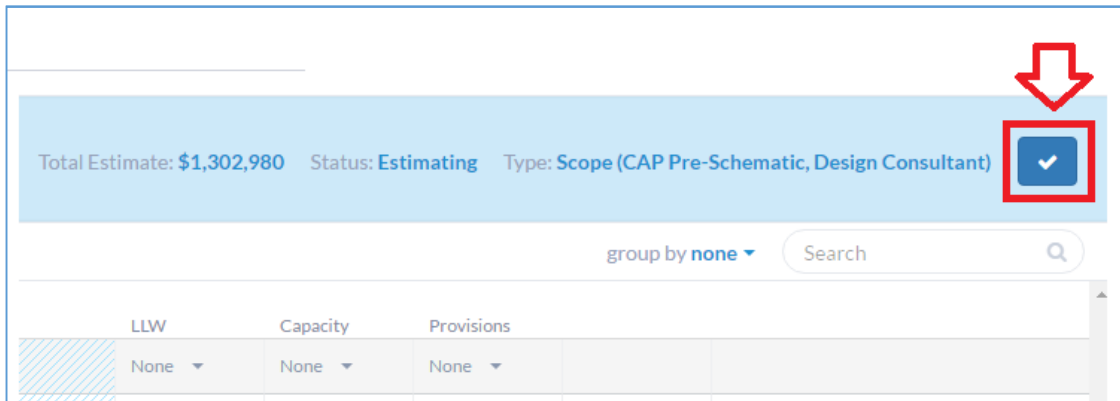 Total Estimate: $1,302,980 Status: Estimating Type: Scope (CAP Pre-Schematic, Design Consultant)
group by none Search
LLW Capacity Provisions
None None None